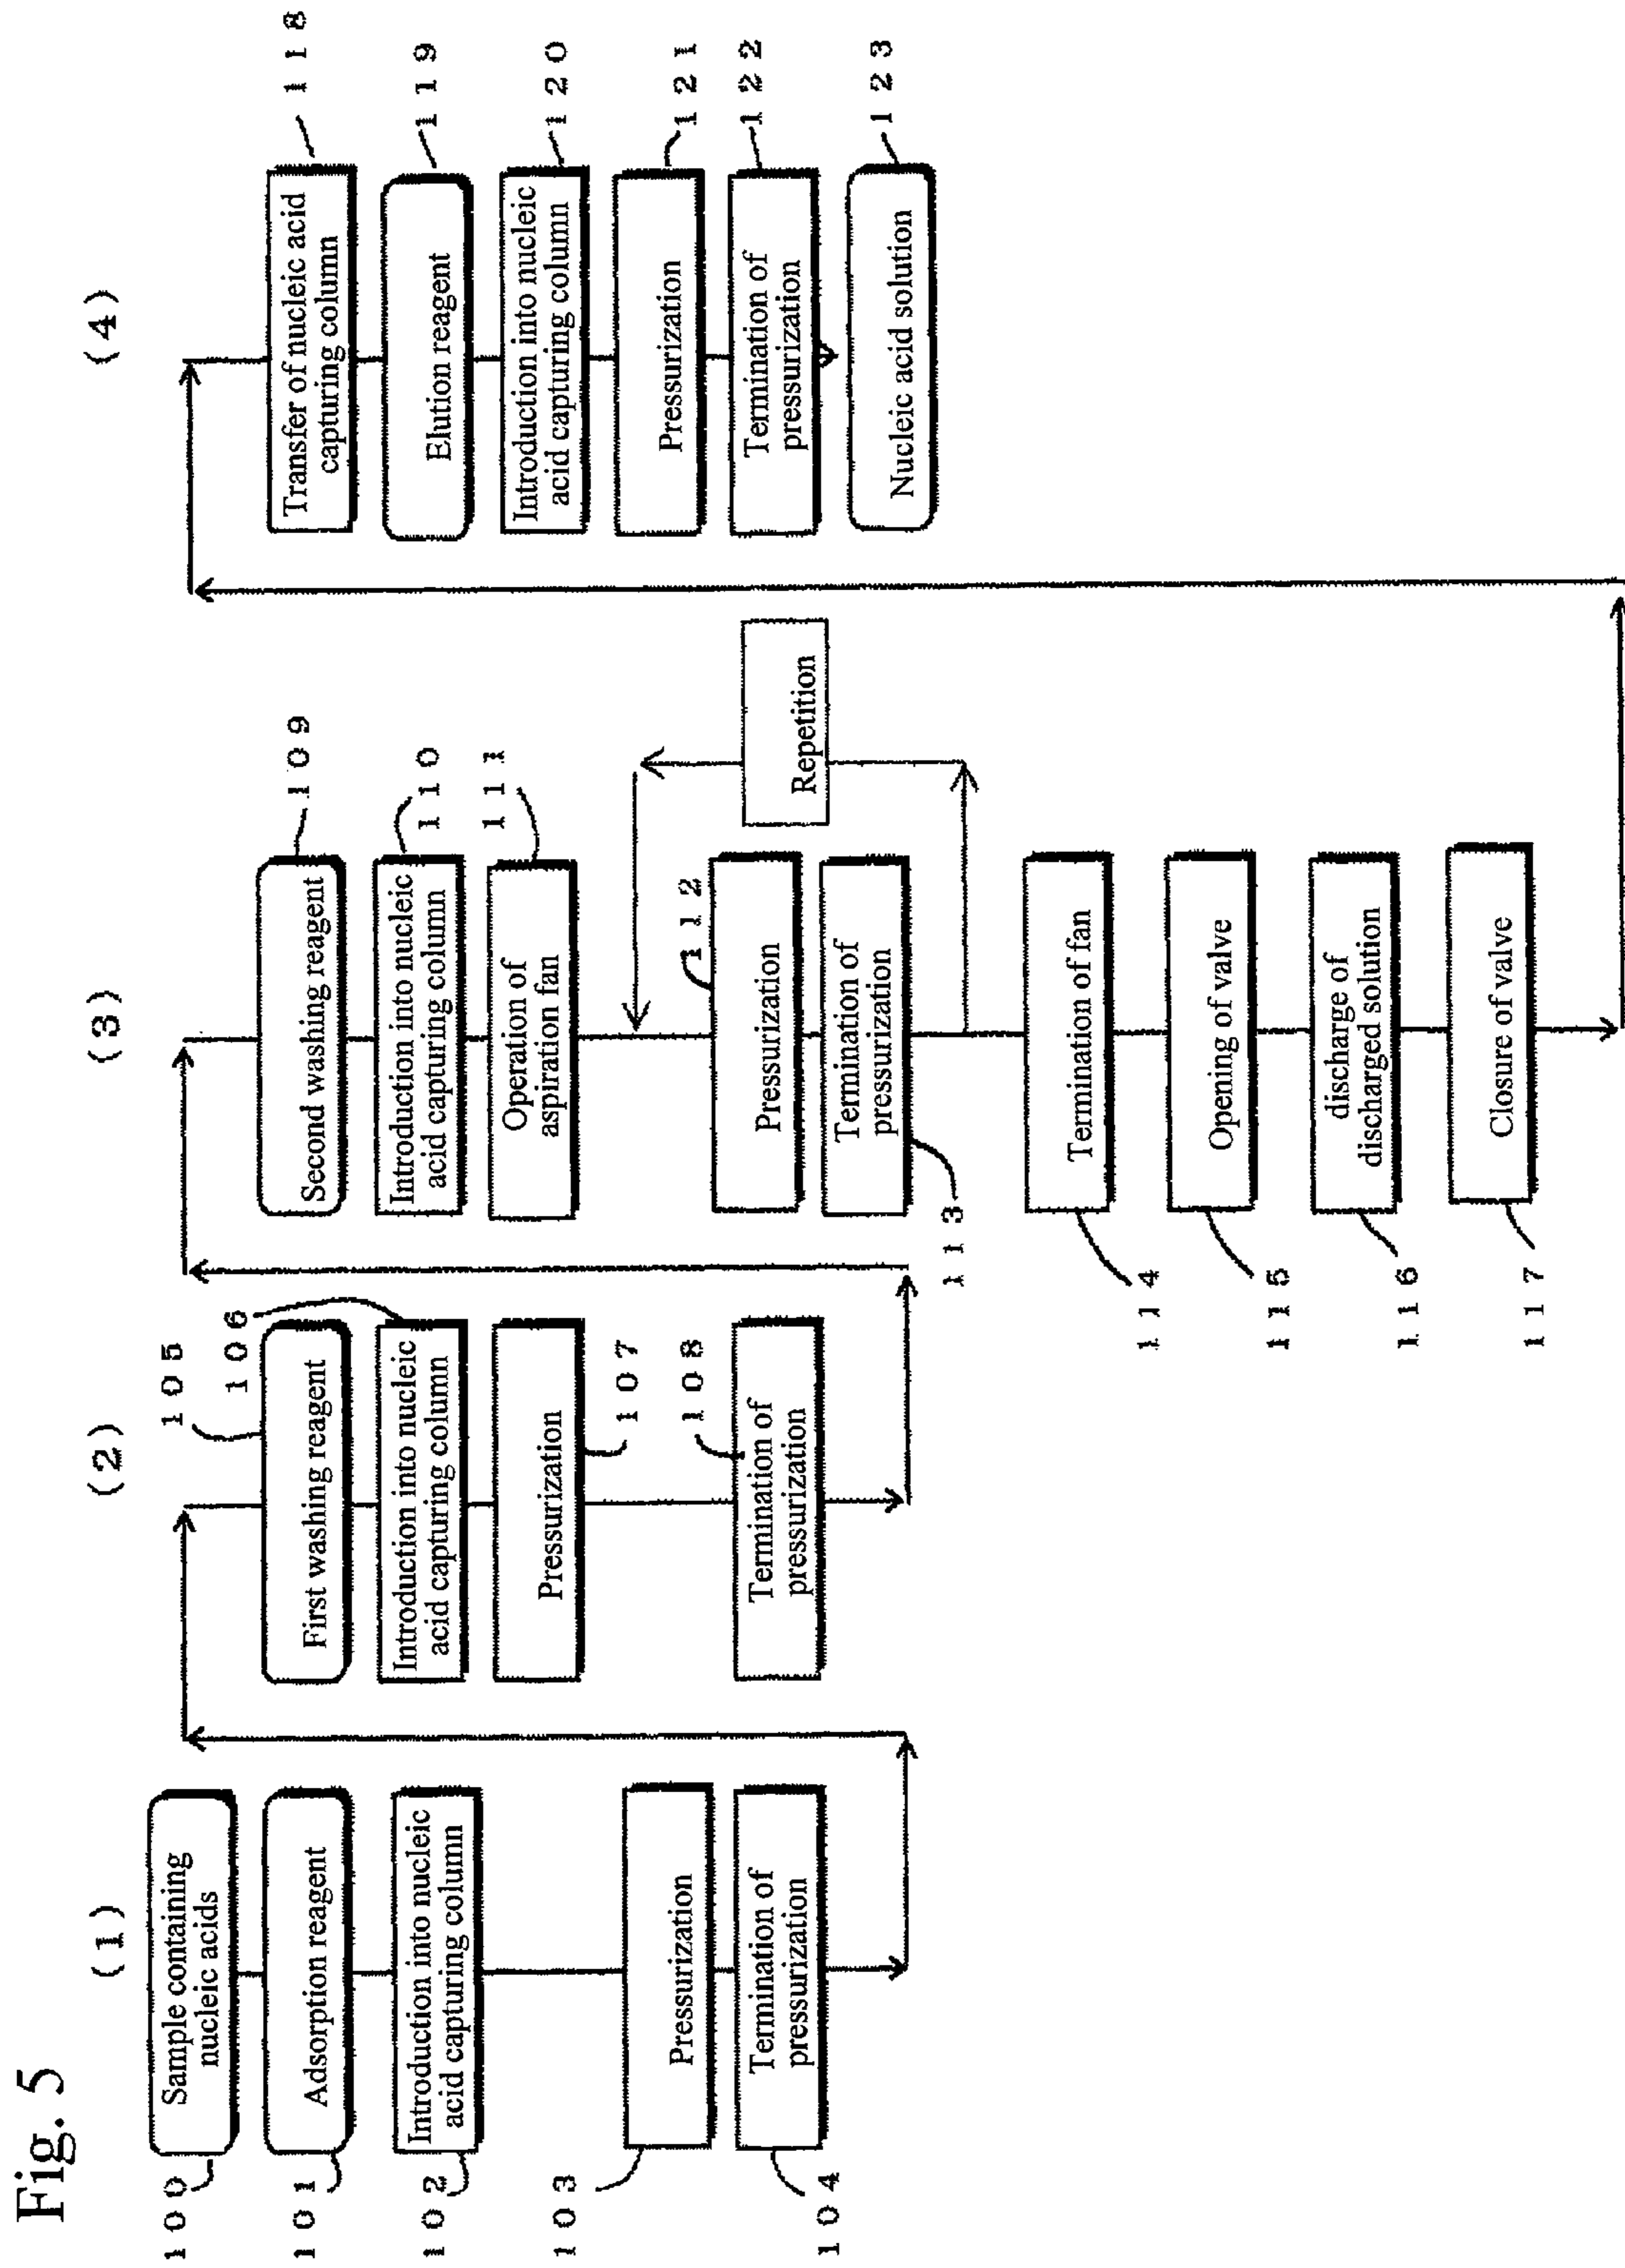 Fig. 5
(1)
100
Sample containing
nucleic acids
101
Adsorption reagent
102
Introduction into nucleic
acid capturing column
103
Pressurization
104
Termination of
pressurization
(2)
105
First washing reagent
106
Introduction into nucleic
acid capturing column
107
Pressurization
108
Termination of
pressurization
(3)
109
Second washing reagent
110
Introduction into nucleic
acid capturing column
111
Operation of
aspiration fan
112
Pressurization
113
Termination of
pressurization
Repetition
114
Termination of fan
115
Opening of valve
116
discharge of
discharged solution
117
Closure of valve
(4)
118
Transfer of nucleic acid
capturing column
119
Elution reagent
120
Introduction into nucleic
acid capturing column
121
Pressurization
122
Termination of
pressurization
123
Nucleic acid solution